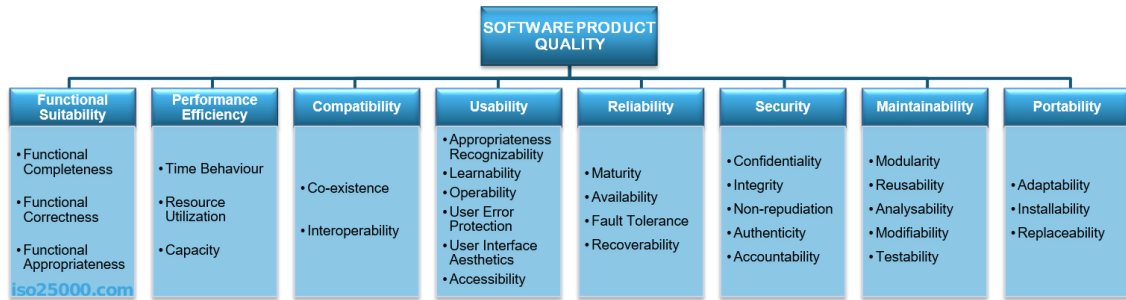 SOFTWARE PRODUCT
QUALITY
Functional
Suitability
• Functional
Completeness
• Functional
Correctness
• Functional
Appropriateness
Performance
Efficiency
• Time Behaviour
• Resource
Utilization
• Capacity
Compatibility
• Co-existence
• Interoperability
Usability
• Appropriateness
Recognizability
• Learnability
• Operability
• User Error
Protection
• User Interface
Aesthetics
• Accessibility
Reliability
• Maturity
• Availability
• Fault Tolerance
• Recoverability
Security
• Confidentiality
• Integrity
• Non-repudiation
• Authenticity
• Accountability
Maintainability
• Modularity
• Reusability
• Analysability
• Modifiability
• Testability
Portability
• Adaptability
• Installability
• Replaceability
iso25000.com